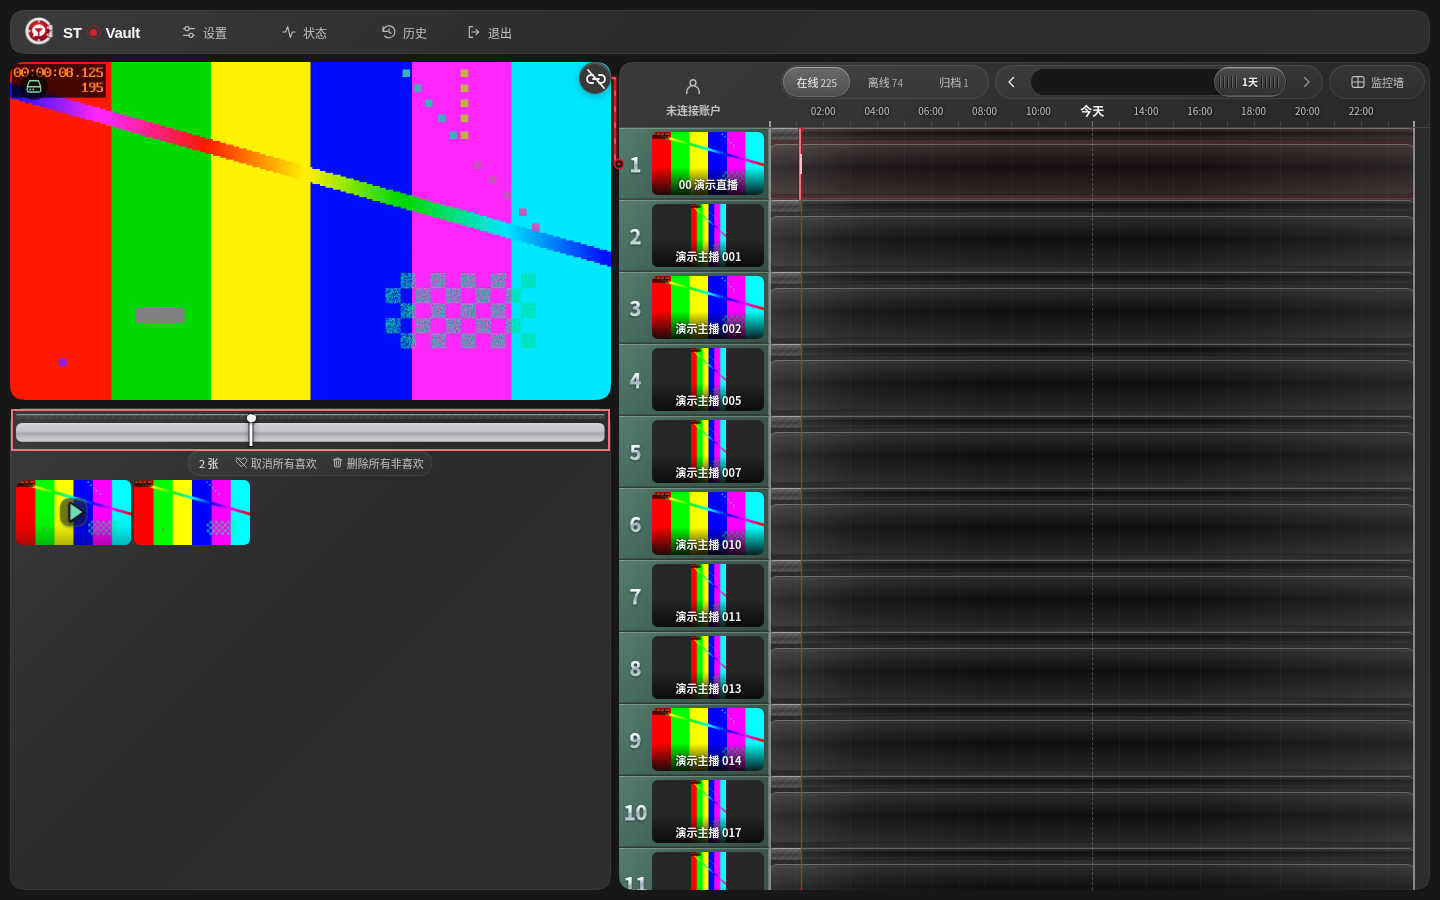 ST Vault
设置
状态
历史
退出
00:00:08.125
195
未连接账户
在线 225
离线 74
归档 1
1天
监控墙
02:00
04:00
06:00
08:00
10:00
今天
14:00
16:00
18:00
20:00
22:00
1
00 演示直播
2
演示主播 001
3
演示主播 002
4
演示主播 005
5
演示主播 007
6
演示主播 010
7
演示主播 011
8
演示主播 013
9
演示主播 014
10
演示主播 017
11
2 张
取消所有喜欢
删除所有非喜欢